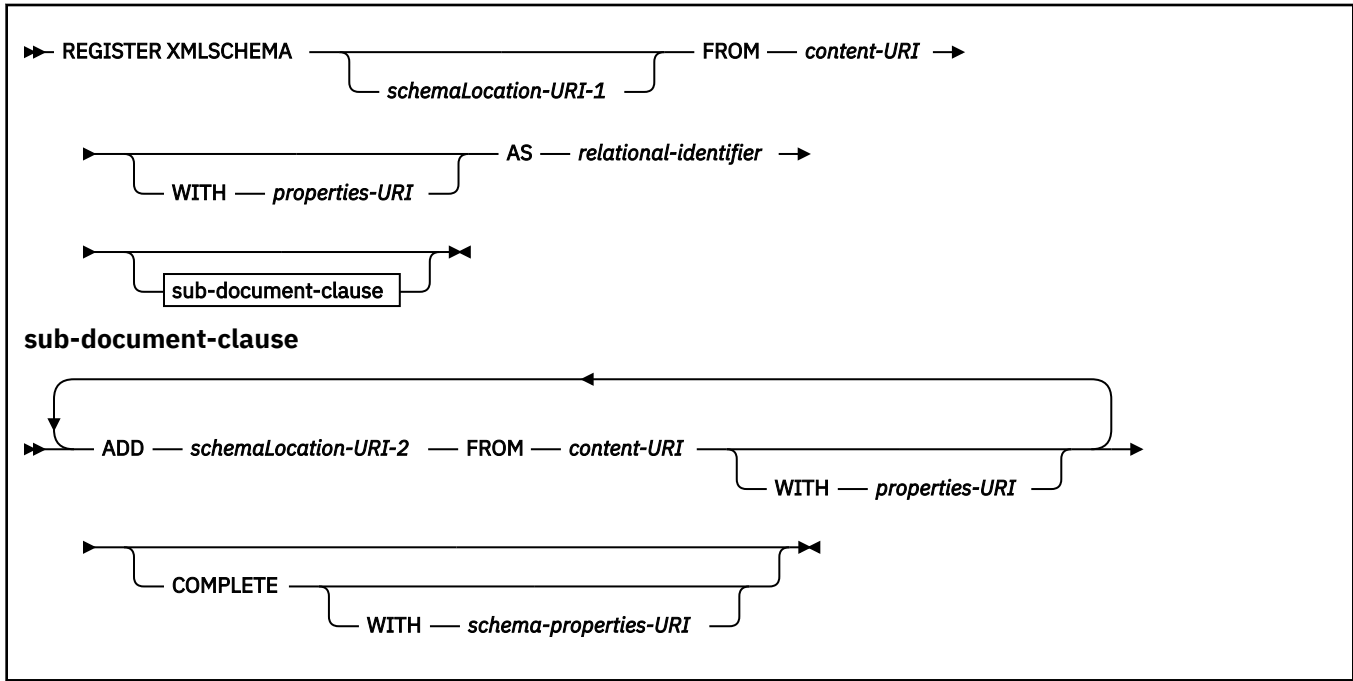 REGISTER XMLSCHEMA FROM content-URI
schemaLocation-URI-1
AS relational-identifier
WITH properties-URI
sub-document-clause
sub-document-clause
ADD schemaLocation-URI-2 FROM content-URI
WITH properties-URI
COMPLETE
WITH schema-properties-URI